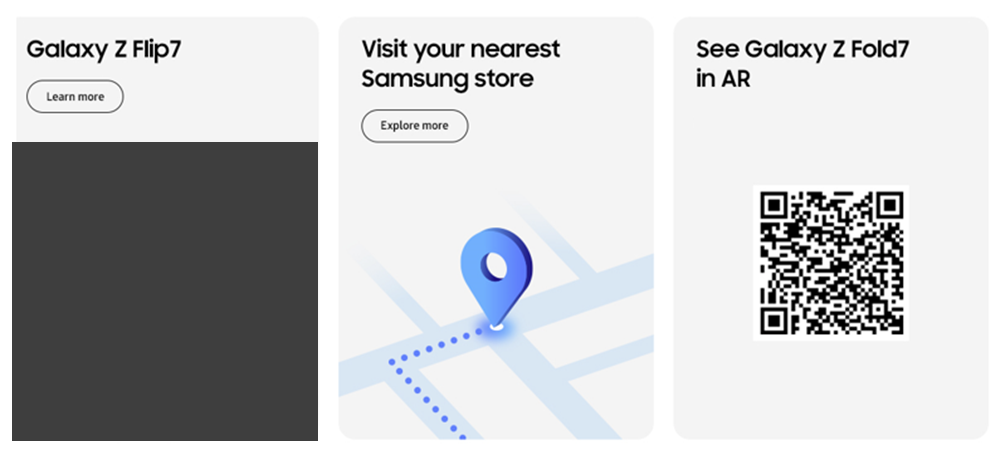 Galaxy Z Flip7
Learn more
Visit your nearest
Samsung store
Explore more
See Galaxy Z Fold7
in AR